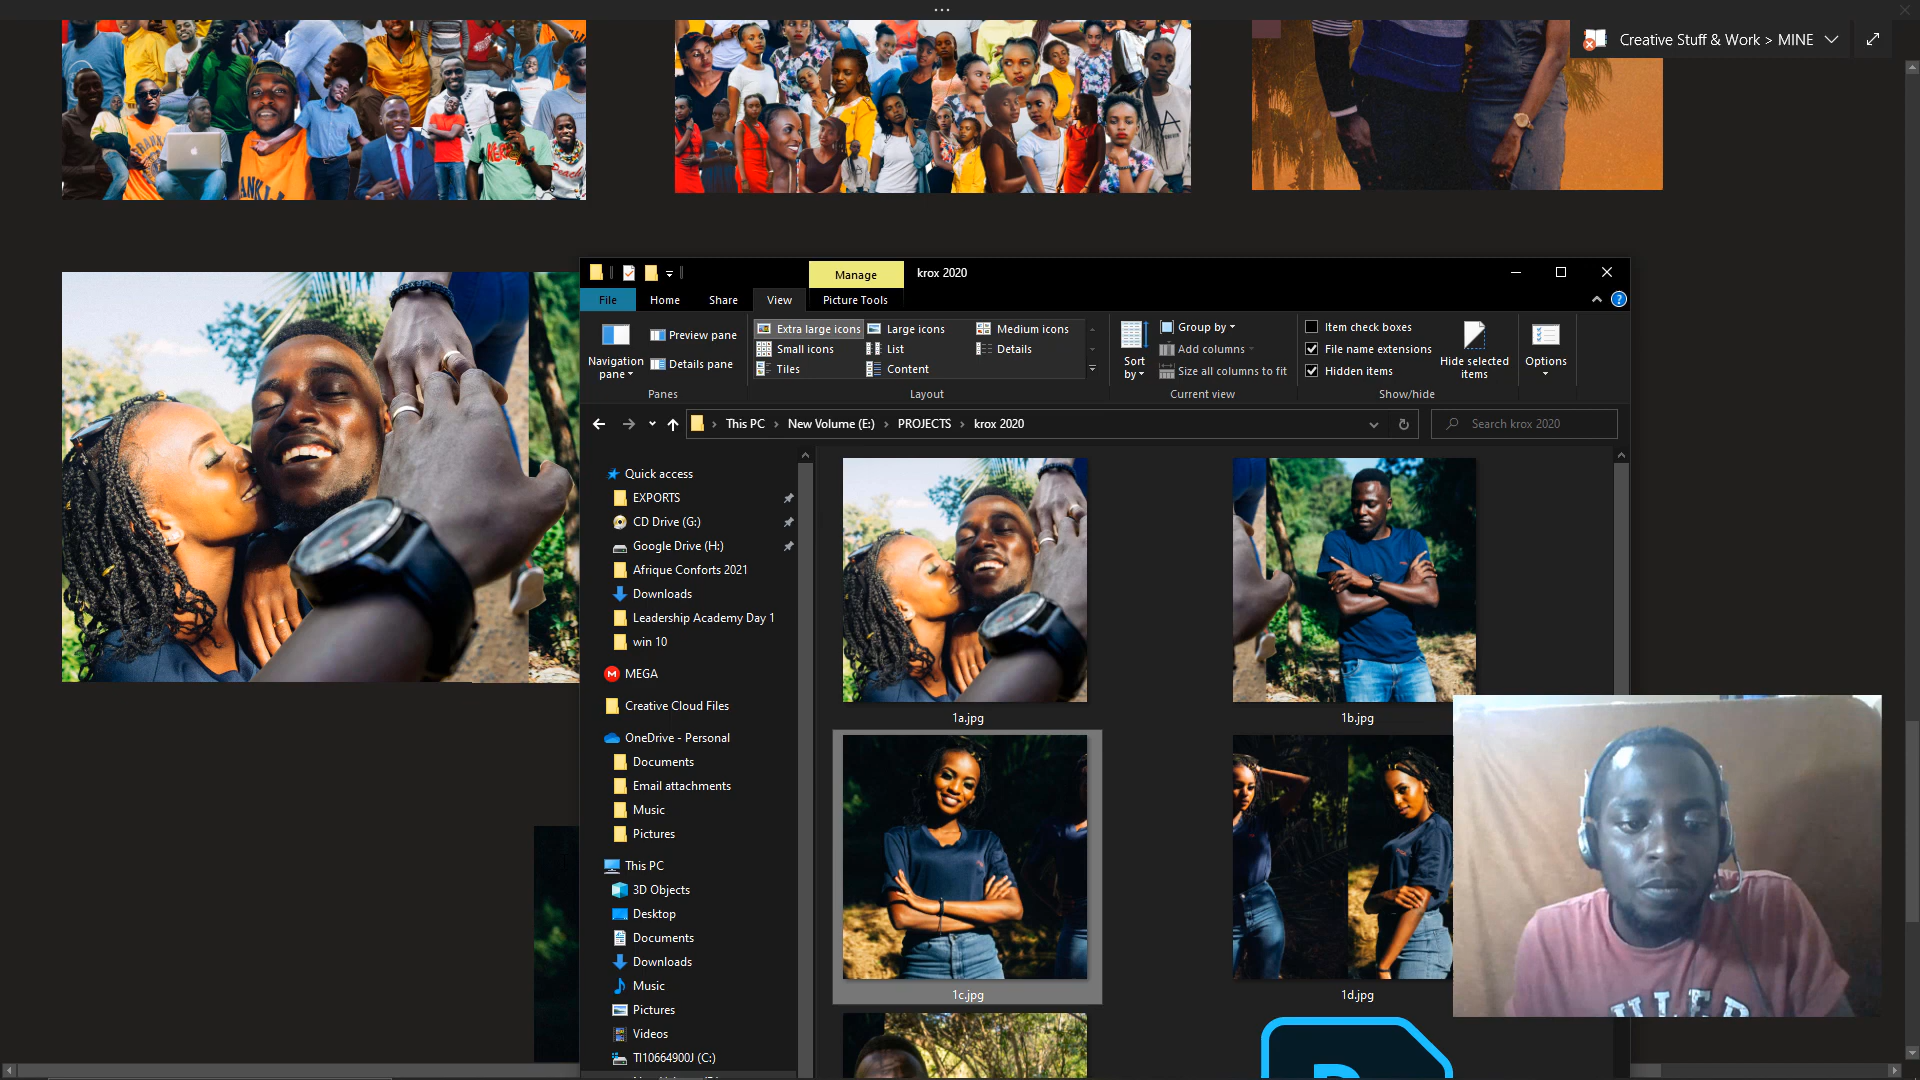 Creative Stuff & Work > MINE
Manage
krox 2020
File
Home
Share
View
Picture Tools
Navigation pane
Preview pane
Details pane
Panes
Extra large icons
Large icons
Medium icons
Small icons
List
Details
Tiles
Content
Layout
Sort by
Group by
Add columns
Size all columns to fit
Current view
Item check boxes
File name extensions
Hidden items
Hide selected items
Show/hide
Options
This PC > New Volume (E:) > PROJECTS > krox 2020
Search krox 2020
Quick access
EXPORTS
CD Drive (G:)
Google Drive (H:)
Afrique Conforts 2021
Downloads
Leadership Academy Day 1
win 10
MEGA
Creative Cloud Files
OneDrive - Personal
Documents
Email attachments
Music
Pictures
This PC
3D Objects
Desktop
Documents
Downloads
Music
Pictures
Videos
TI10664900J (C:)
1a.jpg
1b.jpg
1c.jpg
1d.jpg